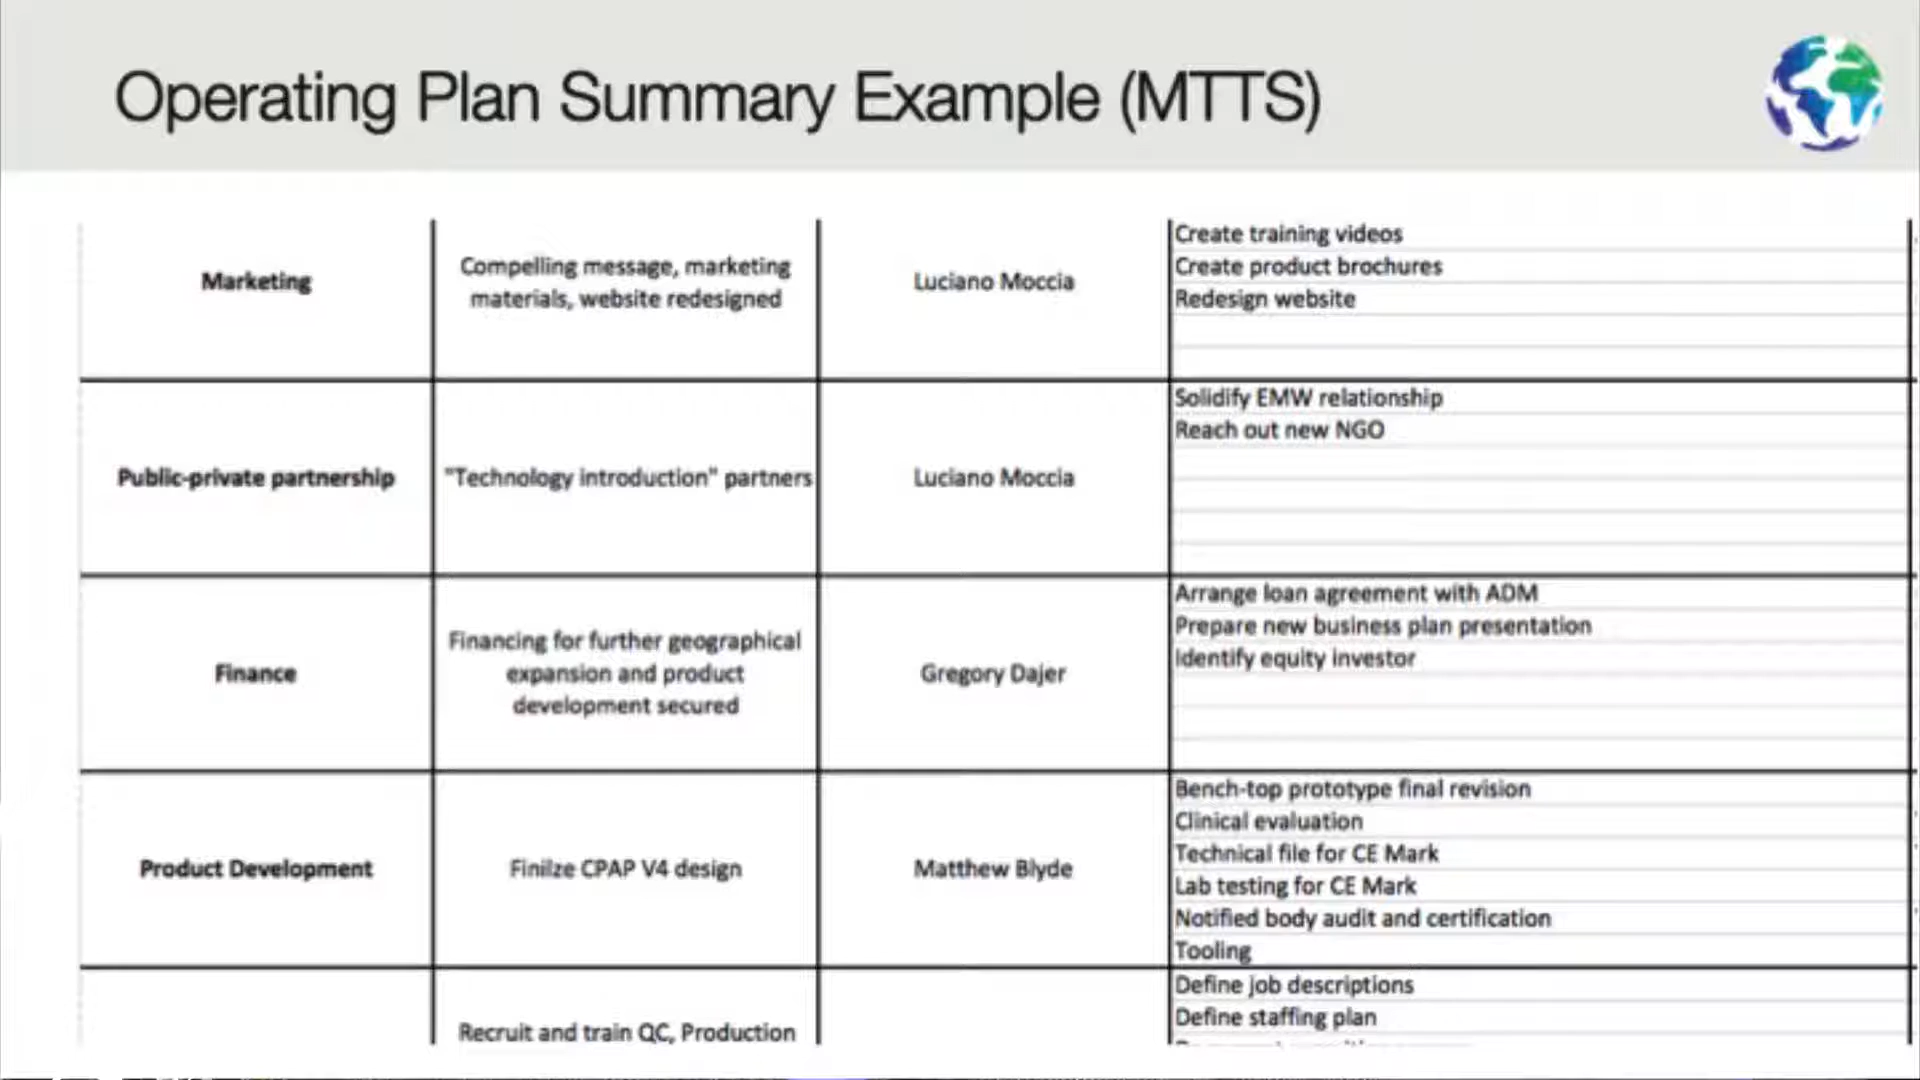 Operating Plan Summary Example (MTTS)
Marketing
Compelling message, marketing
materials, website redesigned
Luciano Moccia
Create training videos
Create product brochures
Redesign website
Public-private partnership
"Technology introduction" partners
Luciano Moccia
Solidify EMW relationship
Reach out new NGO
Finance
Financing for further geographical
expansion and product
development secured
Gregory Dajer
Arrange loan agreement with ADM
Prepare new business plan presentation
Identify equity investor
Product Development
Finilze CPAP V4 design
Matthew Blyde
Bench-top prototype final revision
Clinical evaluation
Technical file for CE Mark
Lab testing for CE Mark
Notified body audit and certification
Tooling
Recruit and train QC, Production
Define job descriptions
Define staffing plan